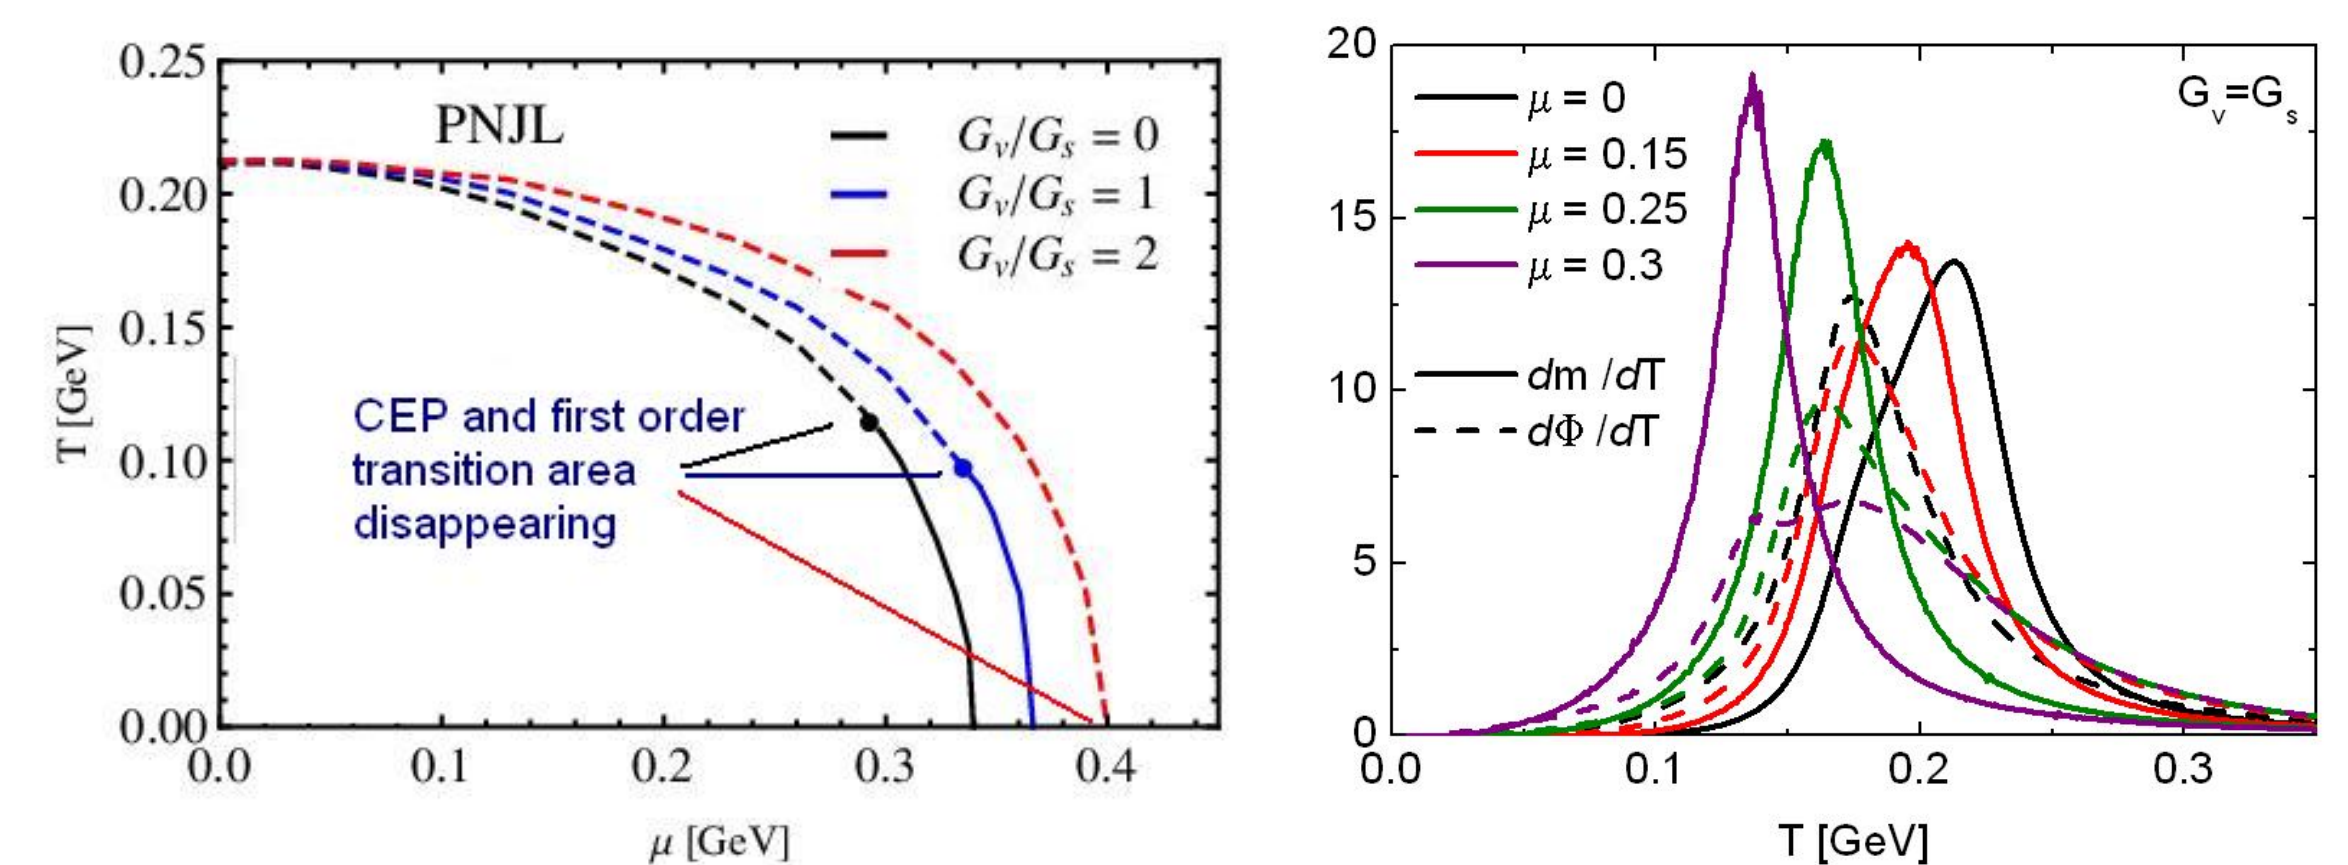 0.25
0.20
0.15
0.10
0.05
0.00
T [GeV]
PNJL
G_v/G_s = 0
G_v/G_s = 1
G_v/G_s = 2
CEP and first order
transition area
disappearing
0.0 0.1 0.2 0.3 0.4
μ [GeV]
20
15
10
5
0
μ = 0
μ = 0.15
μ = 0.25
μ = 0.3
dm /dT
dΦ /dT
G_v=G_s
0.0 0.1 0.2 0.3
T [GeV]